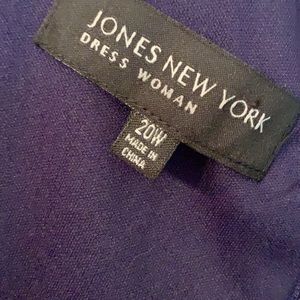 JONES NEW YORK
DRESS WOMAN
20W
MADE IN
CHINA